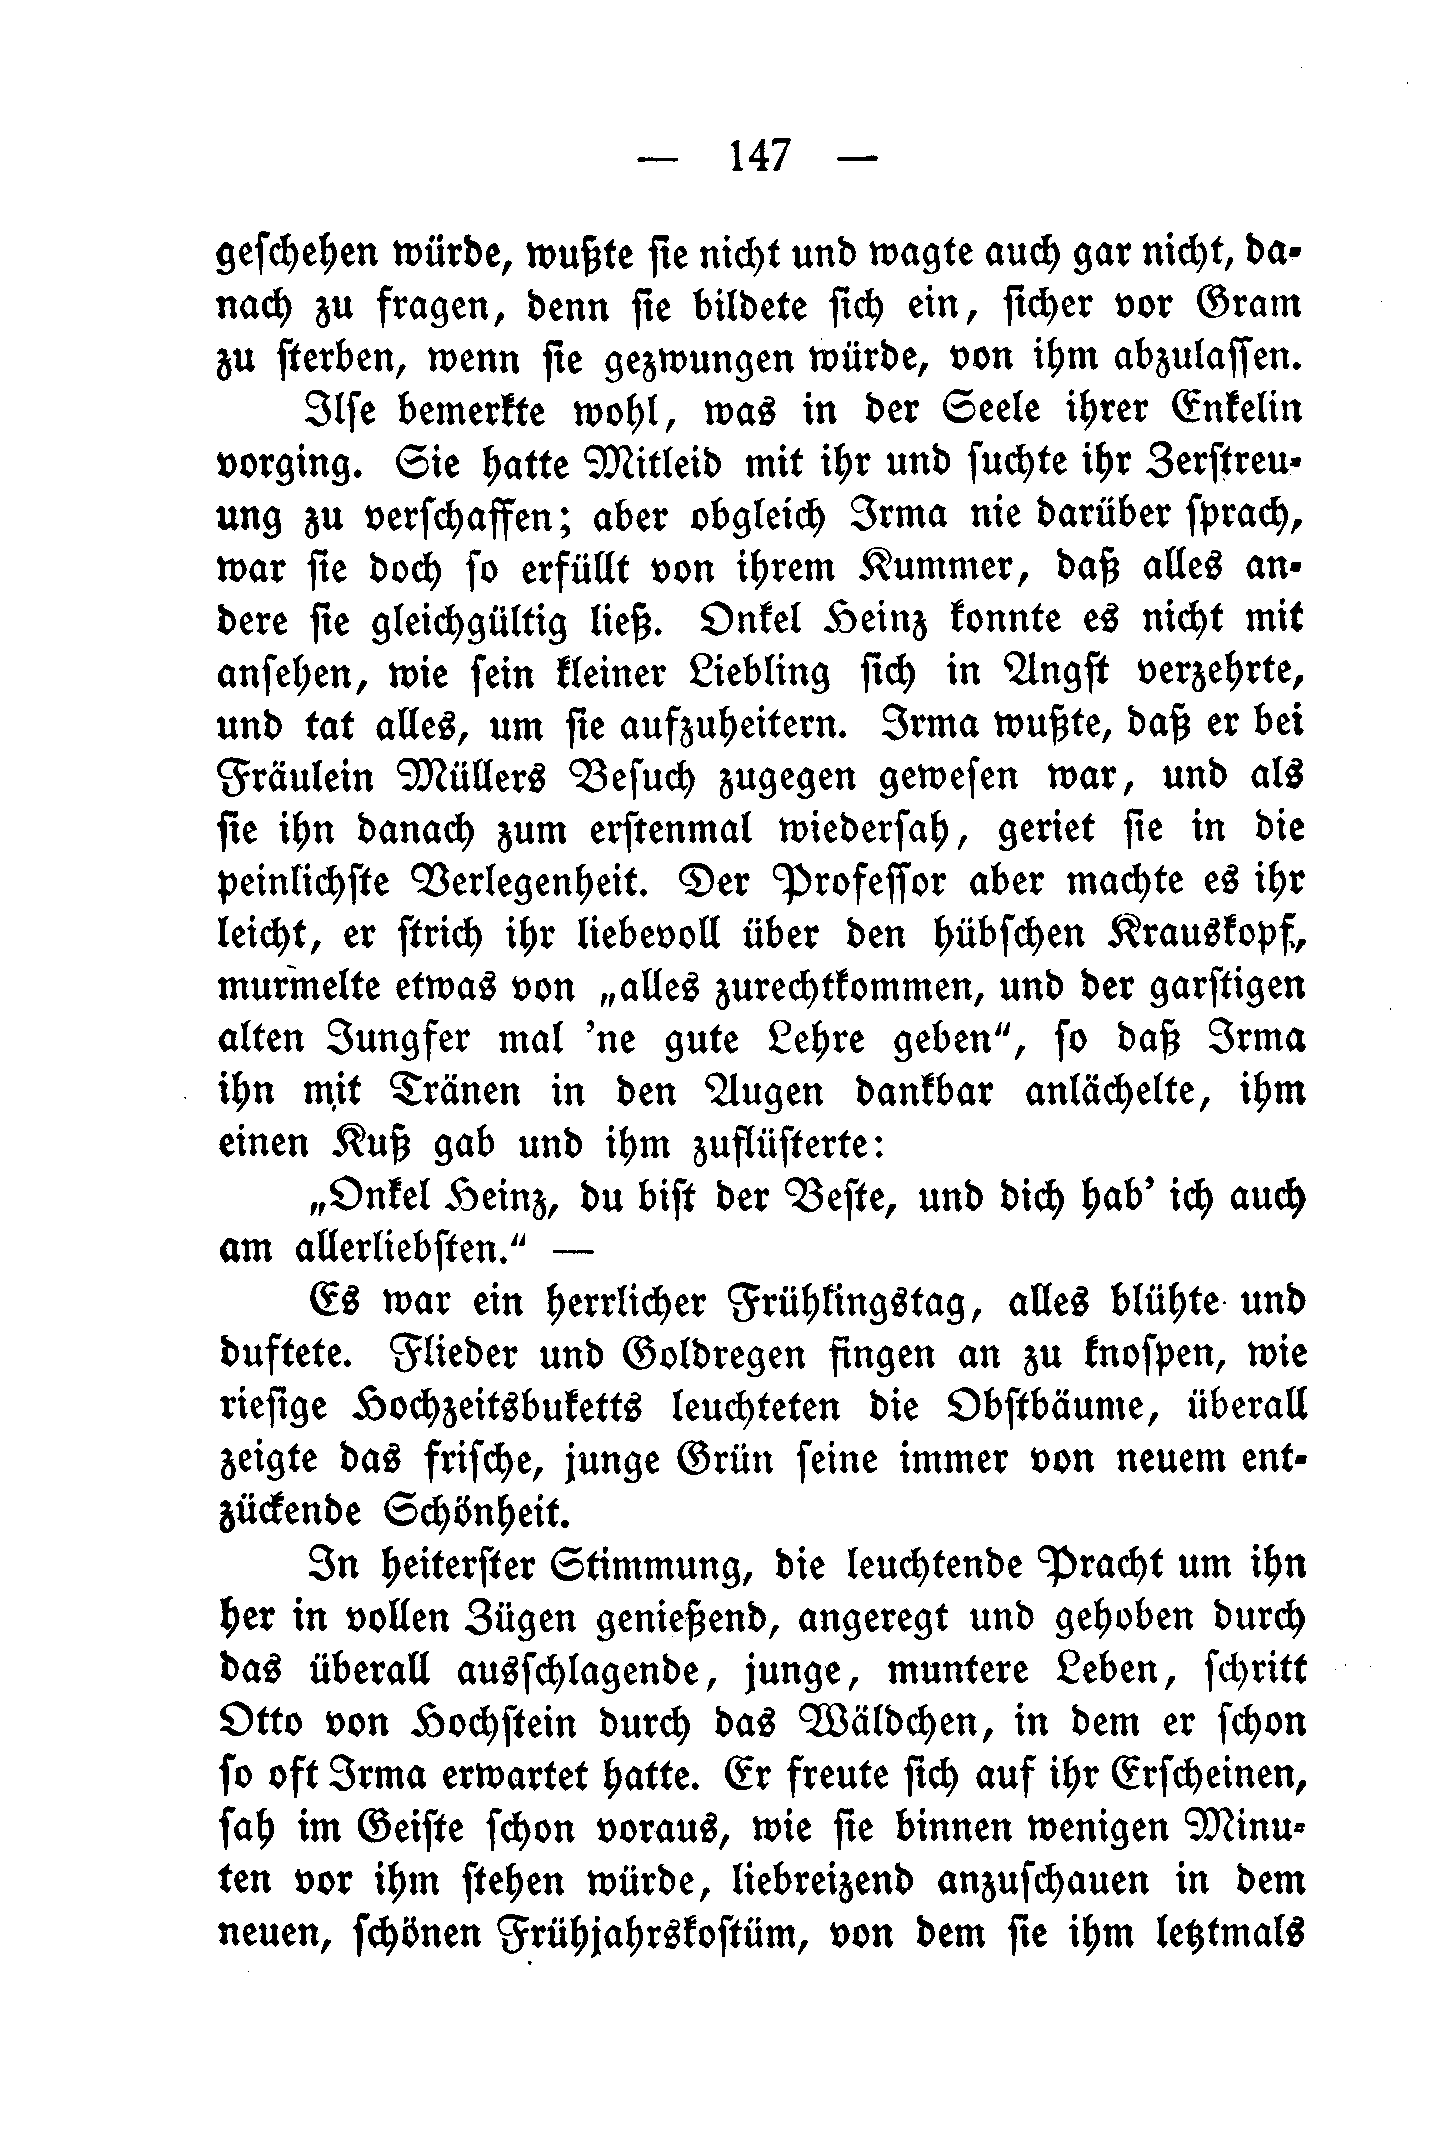 — 147 —
geschehen würde, wußte sie nicht und wagte auch gar nicht, da-
nach zu fragen, denn sie bildete sich ein, sicher vor Gram
zu sterben, wenn sie gezwungen würde, von ihm abzulassen.
Ilse bemerkte wohl, was in der Seele ihrer Enkelin
vorging. Sie hatte Mitleid mit ihr und suchte ihr Zerstreu-
ung zu verschaffen; aber obgleich Irma nie darüber sprach,
war sie doch so erfüllt von ihrem Kummer, daß alles an-
dere sie gleichgültig ließ. Onkel Heinz konnte es nicht mit
ansehen, wie sein kleiner Liebling sich in Angst verzehrte,
und tat alles, um sie aufzuheitern. Irma wußte, daß er bei
Fräulein Müllers Besuch zugegen gewesen war, und als
sie ihn danach zum erstenmal wiedersah, geriet sie in die
peinlichste Verlegenheit. Der Professor aber machte es ihr
leicht, er strich ihr liebevoll über den hübschen Krauskopf,
murmelte etwas von „alles zurechtkommen, und der garstigen
alten Jungfer mal 'ne gute Lehre geben“, so daß Irma
ihn mit Tränen in den Augen dankbar anlächelte, ihm
einen Kuß gab und ihm zuflüsterte:
„Onkel Heinz, du bist der Beste, und dich hab' ich auch
am allerliebsten.“ —
Es war ein herrlicher Frühlingstag, alles blühte und
duftete. Flieder und Goldregen fingen an zu knospen, wie
riesige Hochzeitsbuketts leuchteten die Obstbäume, überall
zeigte das frische, junge Grün seine immer von neuem ent-
zückende Schönheit.
In heiterster Stimmung, die leuchtende Pracht um ihn
her in vollen Zügen genießend, angeregt und gehoben durch
das überall ausschlagende, junge, muntere Leben, schritt
Otto von Hochstein durch das Wäldchen, in dem er schon
so oft Irma erwartet hatte. Er freute sich auf ihr Erscheinen,
sah im Geiste schon voraus, wie sie binnen wenigen Minu-
ten vor ihm stehen würde, liebreizend anzuschauen in dem
neuen, schönen Frühjahrskostüm, von dem sie ihm letztmals